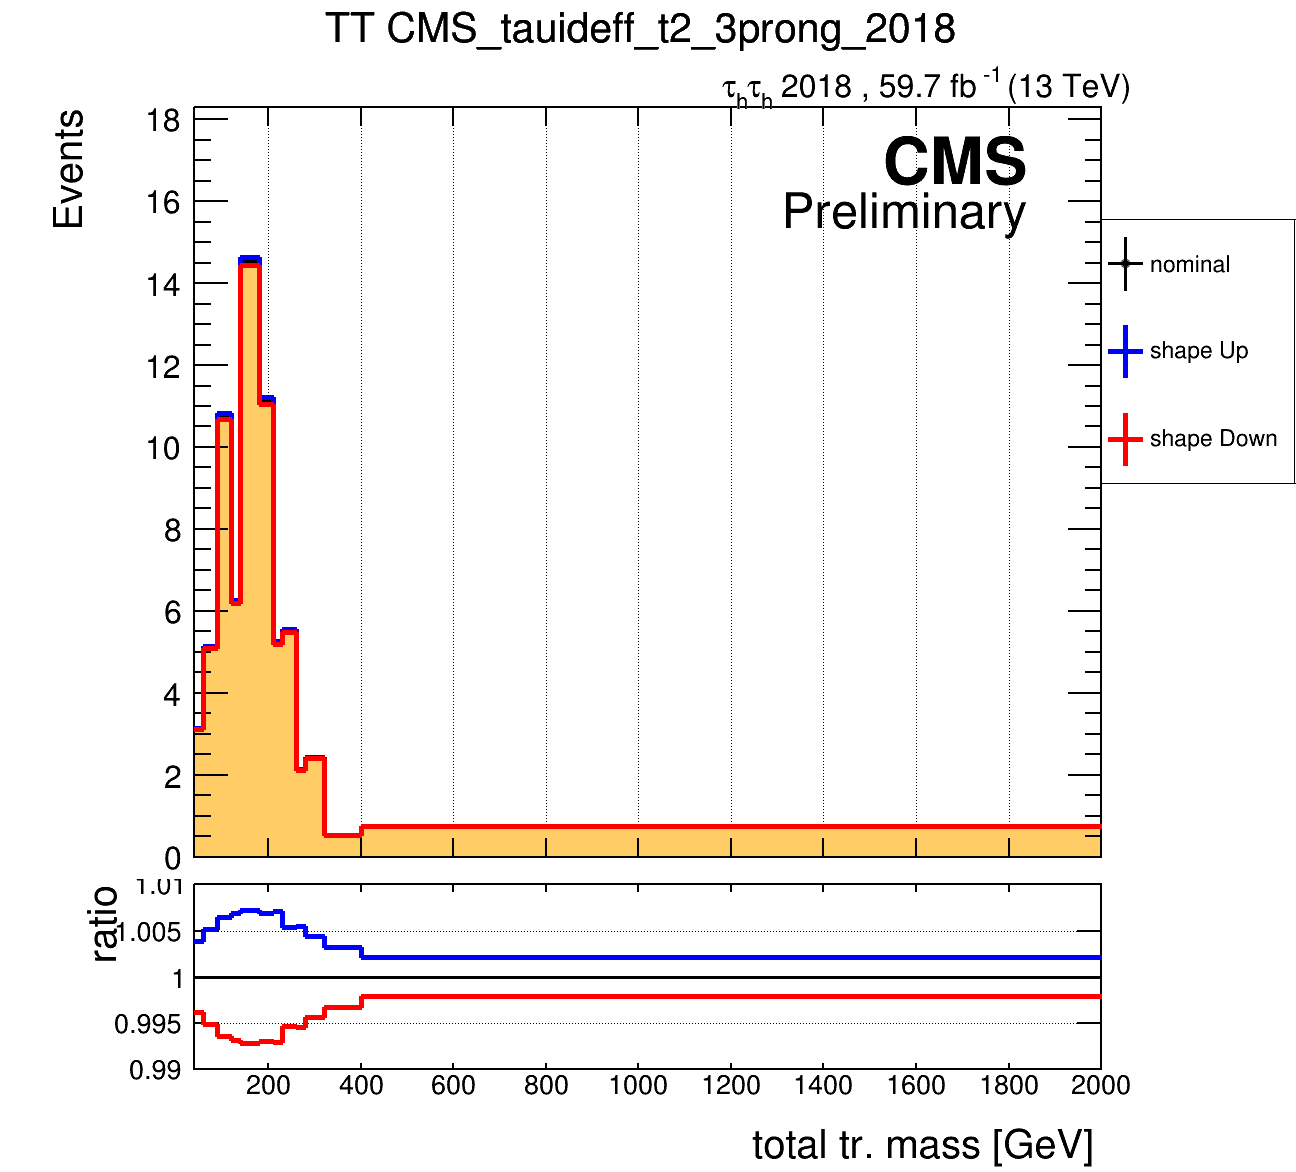 TT CMS_tauideff_t2_3prong_2018
τhτh 2018 , 59.7 fb -1 (13 TeV)
Events
18
16
14
12
10
8
6
4
2
0
CMS
Preliminary
nominal
shape Up
shape Down
ratio
1.01
1.005
1
0.995
0.99
200 400 600 800 1000 1200 1400 1600 1800 2000
total tr. mass [GeV]